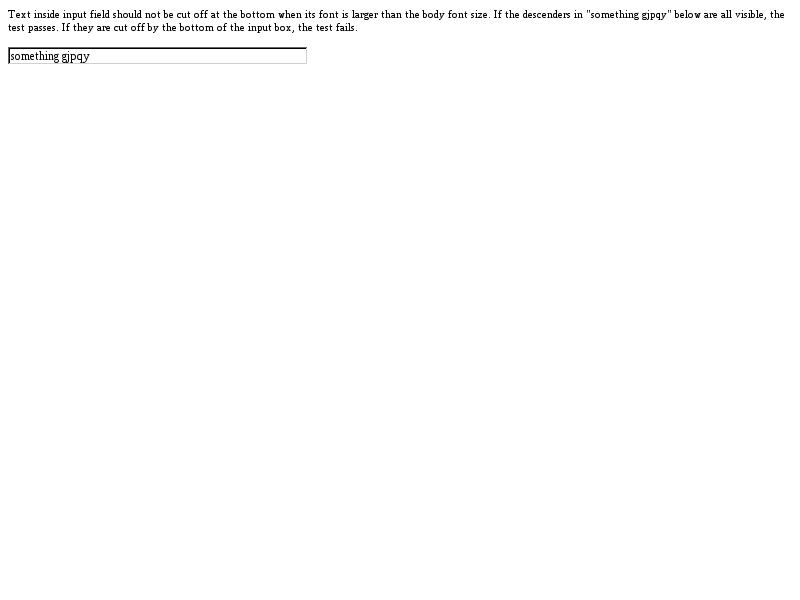 Text inside input field should not be cut off at the bottom when its font is larger than the body font size. If the descenders in "something gjpqy" below are all visible, the
test passes. If they are cut off by the bottom of the input box, the test fails.
something gjpqy